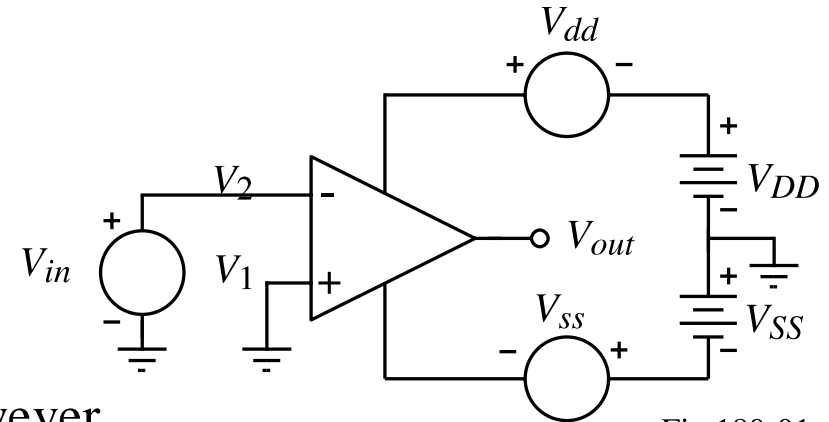 V_dd
+ -
+
V_DD
-
V_2
-
+
V_in
-
V_1
+
V_out
+
V_SS
-
V_ss
- +